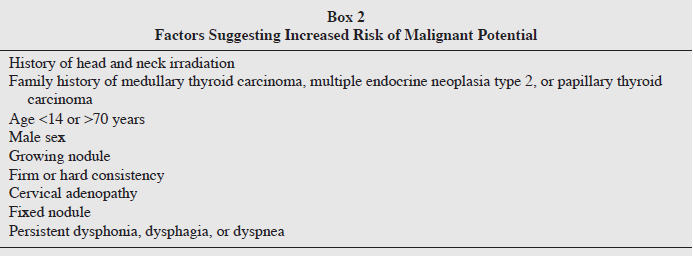 Box 2
Factors Suggesting Increased Risk of Malignant Potential
History of head and neck irradiation
Family history of medullary thyroid carcinoma, multiple endocrine neoplasia type 2, or papillary thyroid
carcinoma
Age <14 or >70 years
Male sex
Growing nodule
Firm or hard consistency
Cervical adenopathy
Fixed nodule
Persistent dysphonia, dysphagia, or dyspnea